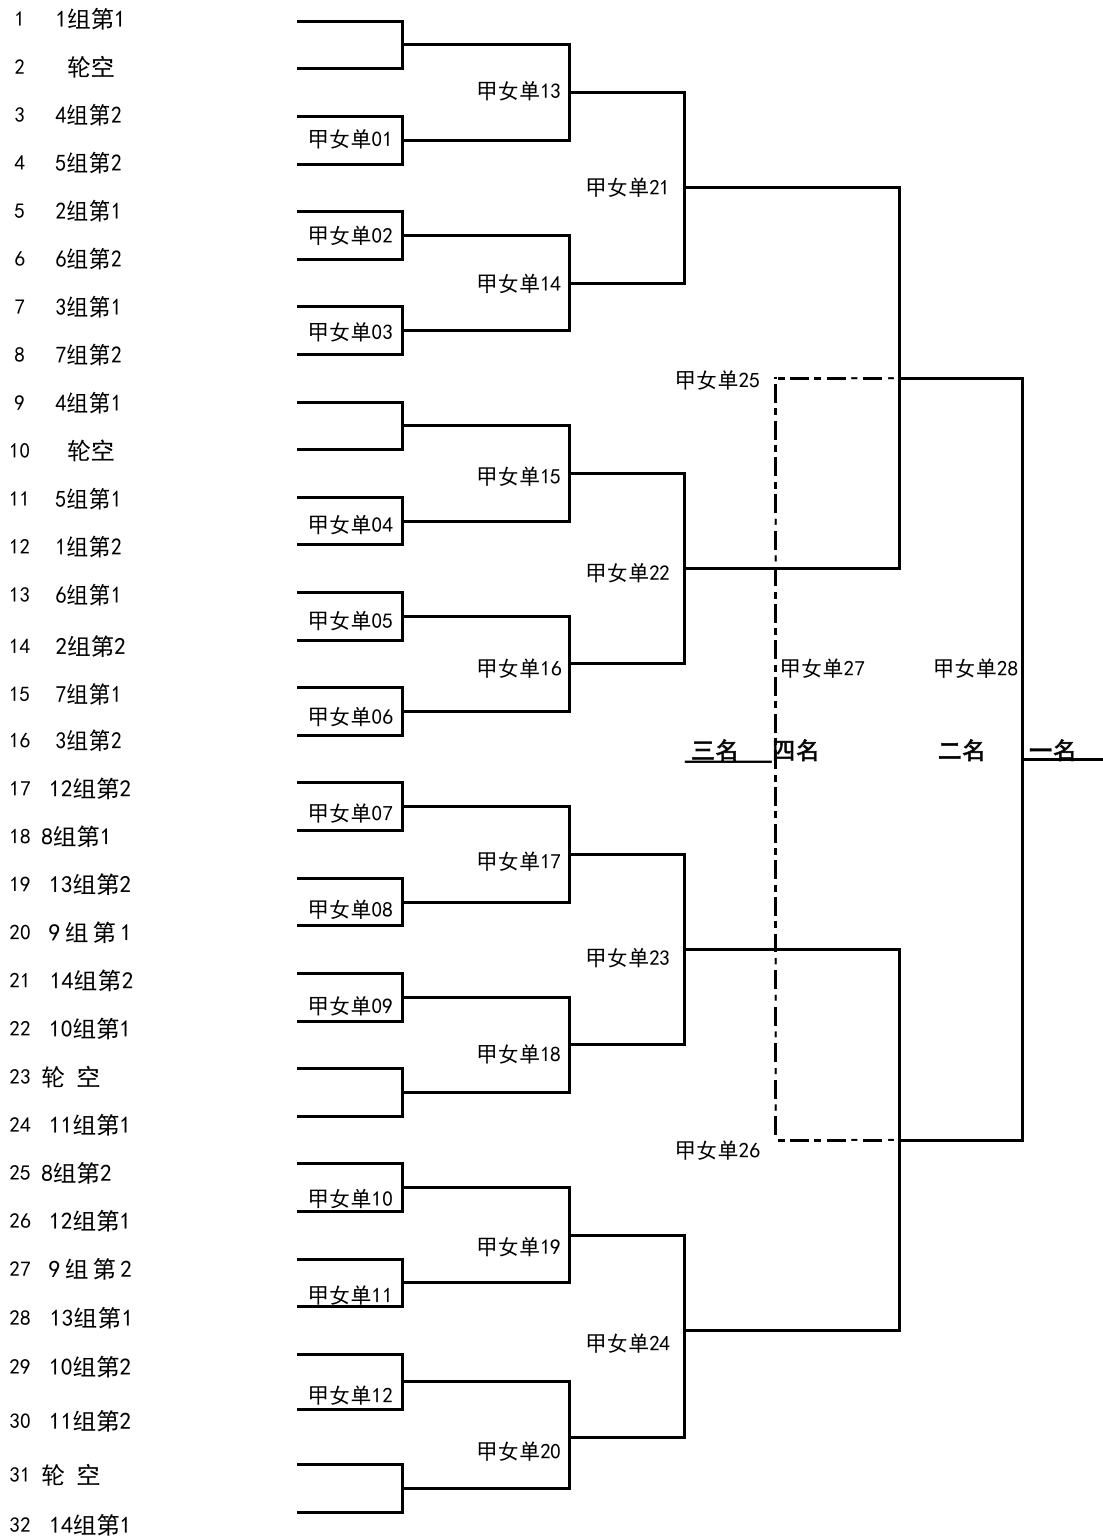 1 1组第1
2 轮空
甲女单13
3 4组第2
甲女单01
4 5组第2
甲女单21
5 2组第1
甲女单02
6 6组第2
甲女单14
7 3组第1
甲女单03
8 7组第2
甲女单25
9 4组第1
10 轮空
甲女单15
11 5组第1
甲女单04
12 1组第2
甲女单22
13 6组第1
甲女单05
14 2组第2
甲女单16 甲女单27 甲女单28
15 7组第1
甲女单06
16 3组第2
三名 四名 二名 一名
17 12组第2
甲女单07
18 8组第1
甲女单17
19 13组第2
甲女单08
20 9组第1
甲女单23
21 14组第2
甲女单09
22 10组第1
甲女单18
23 轮 空
24 11组第1
甲女单26
25 8组第2
甲女单10
26 12组第1
甲女单19
27 9组第2
甲女单11
28 13组第1
甲女单24
29 10组第2
甲女单12
30 11组第2
甲女单20
31 轮 空
32 14组第1